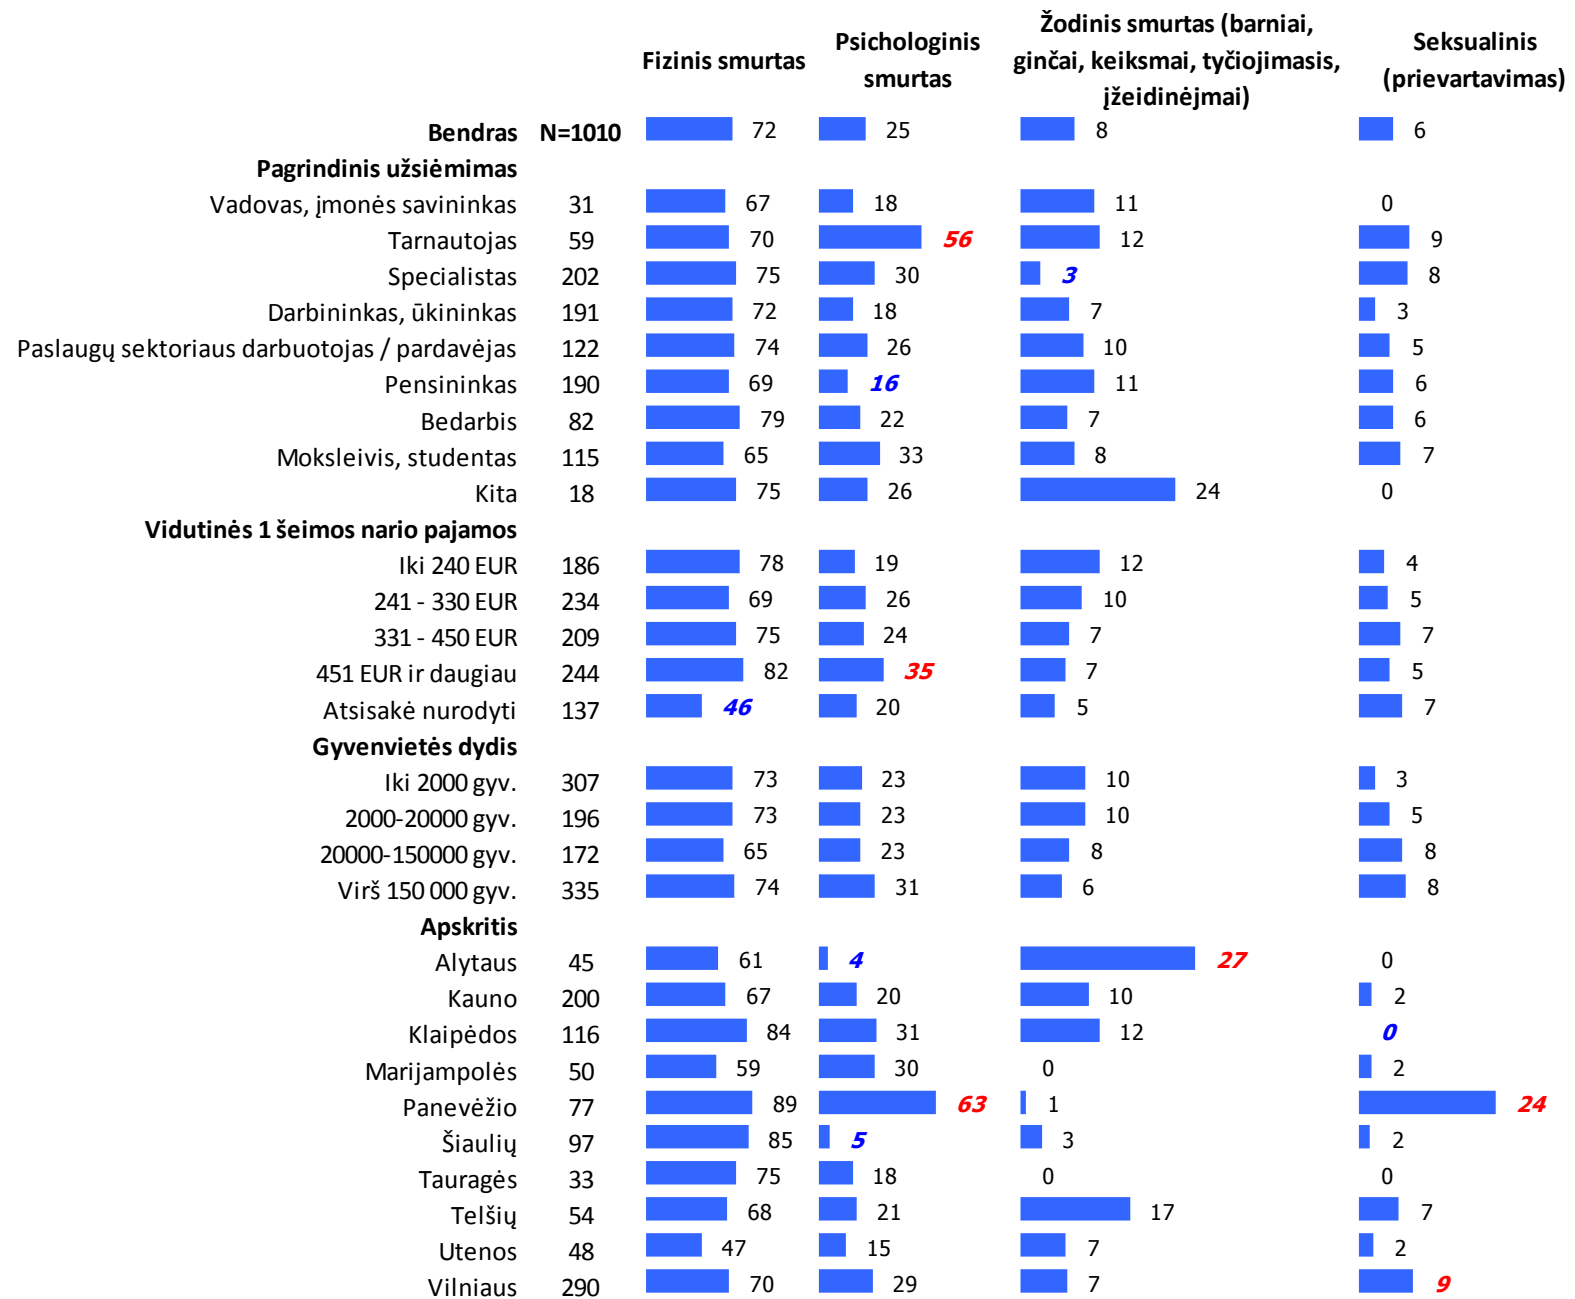 Fizinis smurtas Psichologinis smurtas Žodinis smurtas (barniai, ginčai, keiksmai, tyčiojimasis, įžeidinėjmai) Seksualinis (prievartavimas)
Bendras N=1010 72 25 8 6
Pagrindinis užsiėmimas
Vadovas, įmonės savininkas 31 67 18 11 0
Tarnautojas 59 70 56 12 9
Specialistas 202 75 30 3 8
Darbininkas, ūkininkas 191 72 18 7 3
Paslaugų sektoriaus darbuotojas / pardavėjas 122 74 26 10 5
Pensininkas 190 69 16 11 6
Bedarbis 82 79 22 7 6
Moksleivis, studentas 115 65 33 8 7
Kita 18 75 26 24 0
Vidutinės 1 šeimos nario pajamos
Iki 240 EUR 186 78 19 12 4
241 - 330 EUR 234 69 26 10 5
331 - 450 EUR 209 75 24 7 7
451 EUR ir daugiau 244 82 35 7 5
Atsisakė nurodyti 137 46 20 5 7
Gyvenvietės dydis
Iki 2000 gyv. 307 73 23 10 3
2000-20000 gyv. 196 73 23 10 5
20000-150000 gyv. 172 65 23 8 8
Virš 150 000 gyv. 335 74 31 6 8
Apskritis
Alytaus 45 61 4 27 0
Kauno 200 67 20 10 2
Klaipėdos 116 84 31 12 0
Marijampolės 50 59 30 0 2
Panevėžio 77 89 63 1 24
Šiaulių 97 85 5 3 2
Tauragės 33 75 18 0 0
Telšių 54 68 21 17 7
Utenos 48 47 15 7 2
Vilniaus 290 70 29 7 9